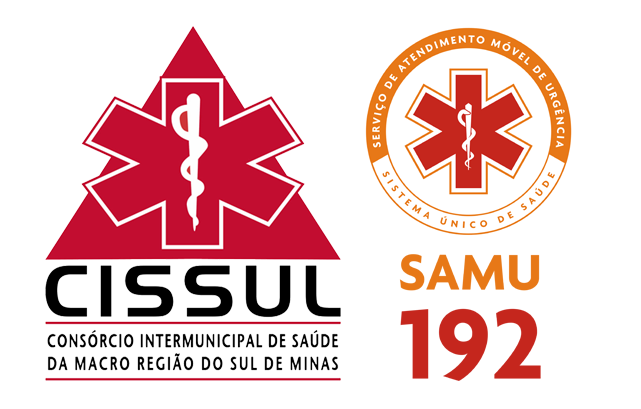 CISSUL
CONSÓRCIO INTERMUNICIPAL DE SAÚDE
DA MACRO REGIÃO DO SUL DE MINAS
SERVIÇO DE ATENDIMENTO MÓVEL DE URGÊNCIA
SISTEMA ÚNICO DE SAÚDE
SAMU
192